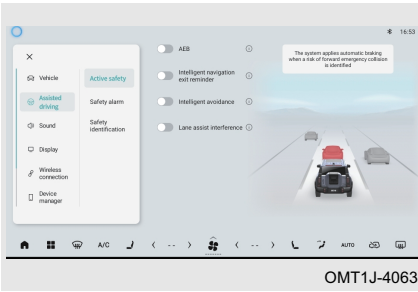 16:53
Vehicle
Assisted
driving
Sound
Display
Wireless
connection
Device
manager
Active safety
Safety alarm
Safety
identification
AEB
Intelligent navigation
exit reminder
Intelligent avoidance
Lane assist interference
The system applies automatic braking
when a risk of forward emergency collision
is identified
A/C
--
--
AUTO
OMT1J-4063